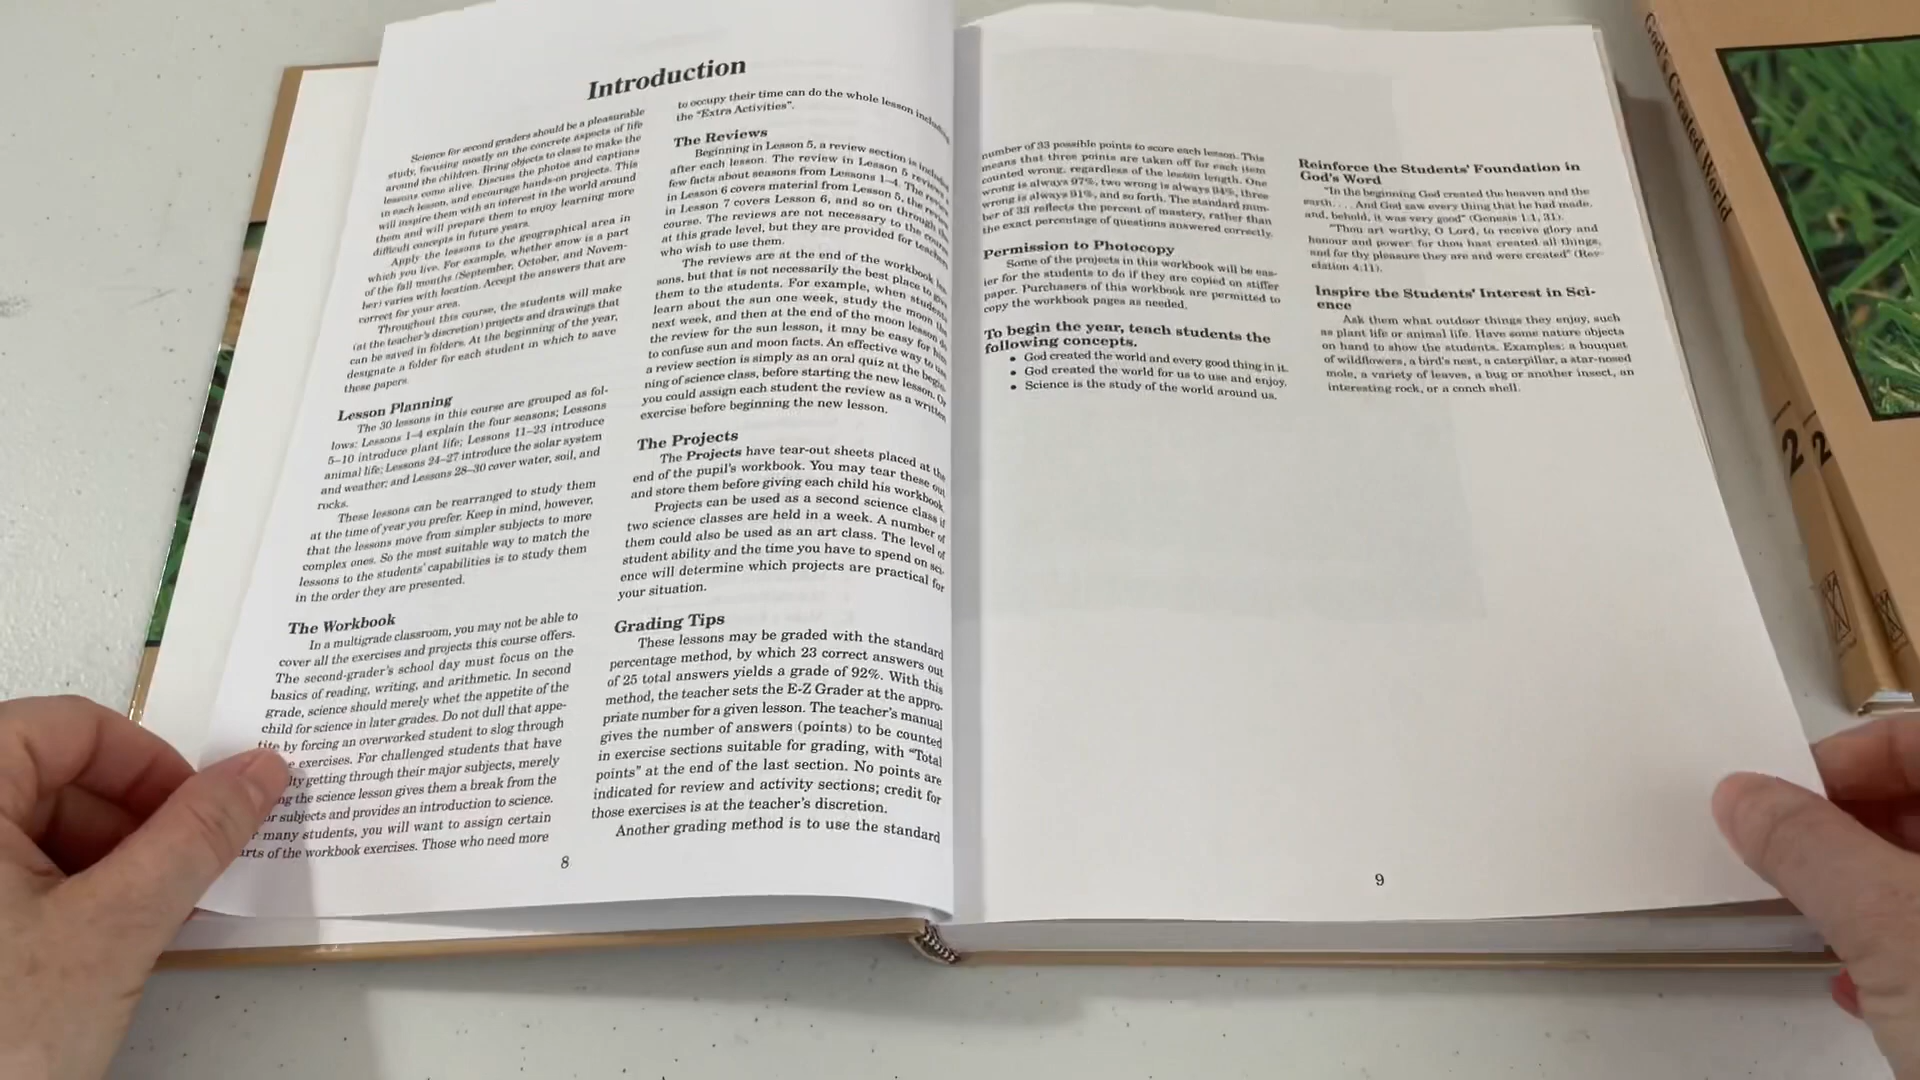 Introduction
Science for second graders should be a pleasurable
study, focusing mostly on the concrete aspects of life
around the children. Bring objects to class to make the
lessons come alive. Discuss the photos and captions
in each lesson, and encourage hands-on projects. This
will inspire them with an interest in the world around
them and will prepare them to enjoy learning more
difficult concepts in future years.
Apply the lessons to the geographical area in
which you live. For example, whether snow is a part
of the fall months (September, October, and Novem-
ber) varies with location. Accept the answers that are
correct for your area.
Throughout this course, the students will make
(at the teacher's discretion) projects and drawings that
can be saved in folders. At the beginning of the year,
designate a folder for each student in which to save
these papers.
Lesson Planning
The 30 lessons in this course are grouped as fol-
lows: Lessons 1–4 explain the four seasons; Lessons
5–10 introduce plant life; Lessons 11–23 introduce
animal life; Lessons 24–27 introduce the solar system
and weather; and Lessons 28–30 cover water, soil, and
rocks.
These lessons can be rearranged to study them
at the time of year you prefer. Keep in mind, however,
that the lessons move from simpler subjects to more
complex ones. So the most suitable way to match the
lessons to the students' capabilities is to study them
in the order they are presented.
The Workbook
In a multigrade classroom, you may not be able to
cover all the exercises and projects this course offers.
The second-grader's school day must focus on the
basics of reading, writing, and arithmetic. In second
grade, science should merely whet the appetite of the
child for science in later grades. Do not dull that appe-
tite by forcing an overworked student to slog through
exercises. For challenged students that have
getting through their major subjects, merely
the science lesson gives them a break from the
subjects and provides an introduction to science.
many students, you will want to assign certain
of the workbook exercises. Those who need more
to occupy their time can do the whole lesson
the "Extra Activities".
The Reviews
Beginning in Lesson 5, a review section is
after each lesson. The review in Lesson 5 reviews
few facts about seasons from Lessons 1–4. The review
in Lesson 6 covers material from Lesson 5, the review
in Lesson 7 covers Lesson 6, and so on through the
course. The reviews are not necessary to the course
at this grade level, but they are provided for
who wish to use them.
The reviews are at the end of the workbook
sons, but that is not necessarily the best place to give
them to the students. For example, when students
learn about the sun one week, study the moon the
next week, and then at the end of the moon lesson do
the review for the sun lesson, it may be easy for
to confuse sun and moon facts. An effective way to use
a review section is simply as an oral quiz at the begin-
ning of science class, before starting the new lesson. Or
you could assign each student the review as a written
exercise before beginning the new lesson.
The Projects
The Projects have tear-out sheets placed at the
end of the pupil's workbook. You may tear these out
and store them before giving each child his workbook.
Projects can be used as a second science class if
two science classes are held in a week. A number of
them could also be used as an art class. The level of
student ability and the time you have to spend on sci-
ence will determine which projects are practical for
your situation.
Grading Tips
These lessons may be graded with the standard
percentage method, by which 23 correct answers out
of 25 total answers yields a grade of 92%. With this
method, the teacher sets the E-Z Grader at the appro-
priate number for a given lesson. The teacher's manual
gives the number of answers (points) to be counted
in exercise sections suitable for grading, with "Total
points" at the end of the last section. No points are
indicated for review and activity sections; credit for
those exercises is at the teacher's discretion.
Another grading method is to use the standard
8
number of 33 possible points to score each lesson. This
means that three points are taken off for each item
counted wrong, regardless of the lesson length. One
wrong is always 97%, two wrong is always 94%, three
wrong is always 91%, and so forth. The standard num-
ber of 33 reflects the percent of mastery, rather than
the exact percentage of questions answered correctly.
Permission to Photocopy
Some of the projects in this workbook will be eas-
ier for the students to do if they are copied on stiffer
paper. Purchasers of this workbook are permitted to
copy the workbook pages as needed.
To begin the year, teach students the
following concepts.
• God created the world and every good thing in it.
• God created the world for us to use and enjoy.
• Science is the study of the world around us.
Reinforce the Students' Foundation in
God's Word
"In the beginning God created the heaven and the
earth. . . . And God saw every thing that he had made,
and, behold, it was very good" (Genesis 1:1, 31).
"Thou art worthy, O Lord, to receive glory and
honour and power: for thou hast created all things,
and for thy pleasure they are and were created" (Rev-
elation 4:11).
Inspire the Students' Interest in Sci-
ence
Ask them what outdoor things they enjoy, such
as plant life or animal life. Have some nature objects
on hand to show the students. Examples: a bouquet
of wildflowers, a bird's nest, a caterpillar, a star-nosed
mole, a variety of leaves, a bug or another insect, an
interesting rock, or a conch shell.
9
God's Created World
2
2